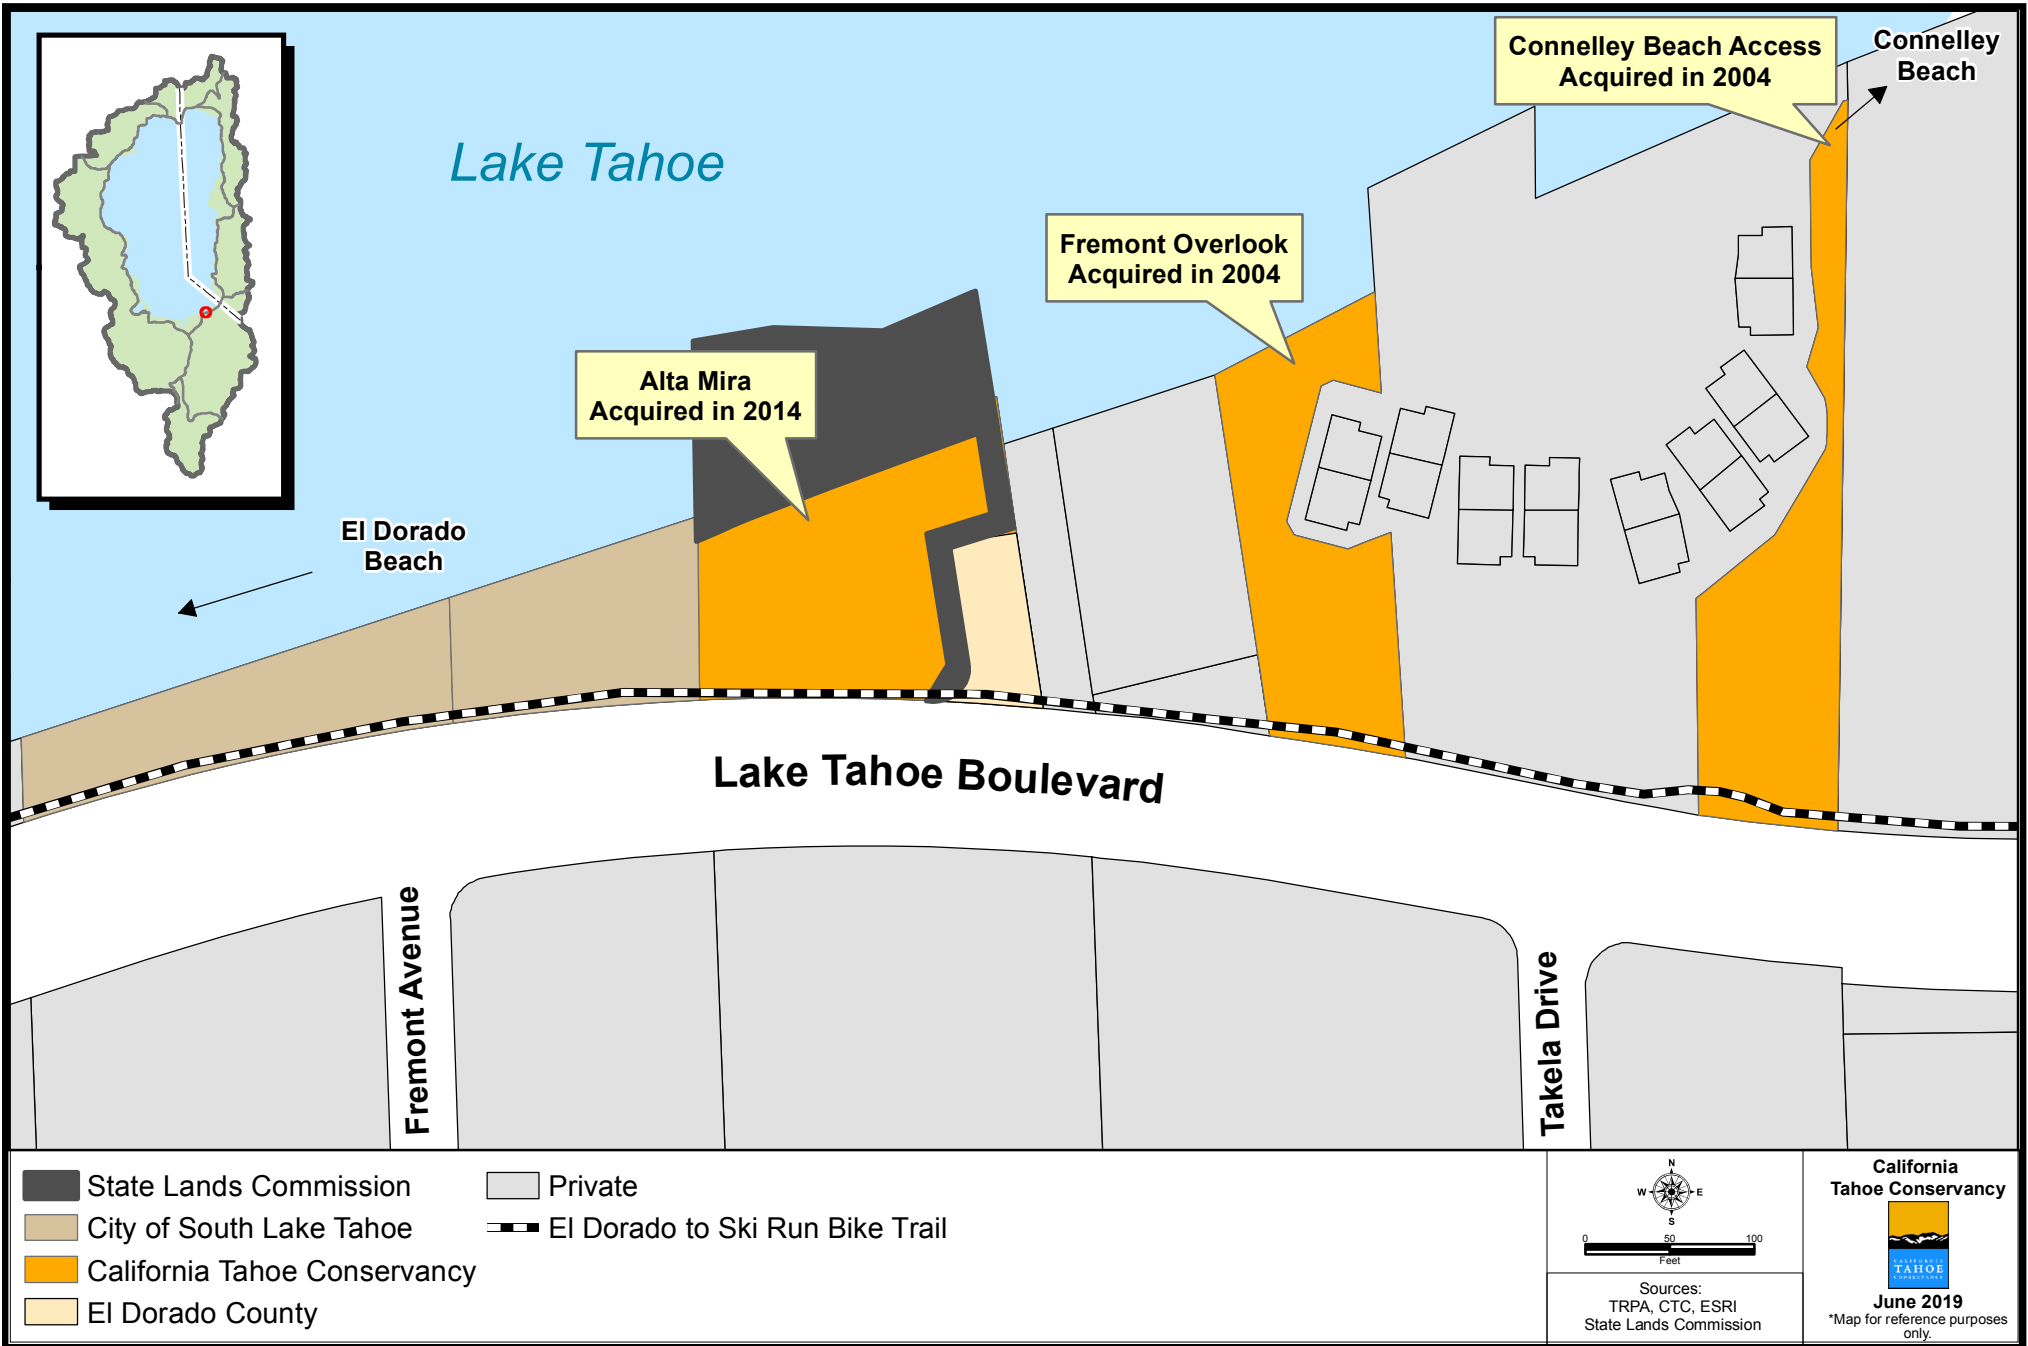 Connelley Beach Access
Acquired in 2004
Connelley
Beach
Lake Tahoe
Fremont Overlook
Acquired in 2004
Alta Mira
Acquired in 2014
El Dorado
Beach
Lake Tahoe Boulevard
Fremont Avenue
Takela Drive
State Lands Commission
City of South Lake Tahoe
California Tahoe Conservancy
El Dorado County
Private
El Dorado to Ski Run Bike Trail
N
W E
S
0 50 100
Feet
Sources:
TRPA, CTC, ESRI
State Lands Commission
California
Tahoe Conservancy
CALIFORNIA
TAHOE
CONSERVANCY
June 2019
*Map for reference purposes
only.